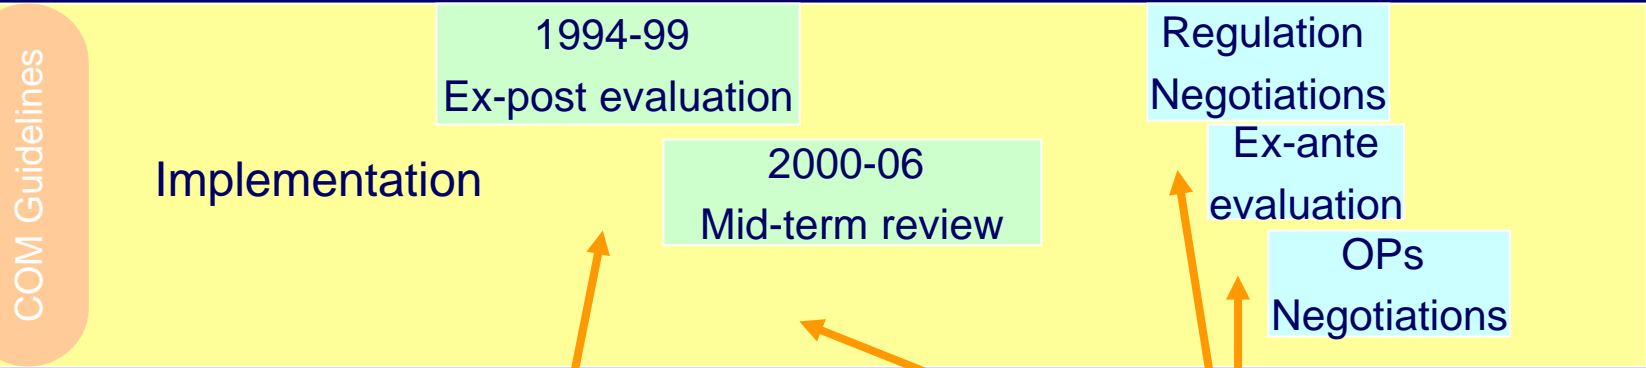 COM Guidelines
Implementation
1994-99
Ex-post evaluation
2000-06
Mid-term review
Regulation
Negotiations
Ex-ante
evaluation
OPs
Negotiations